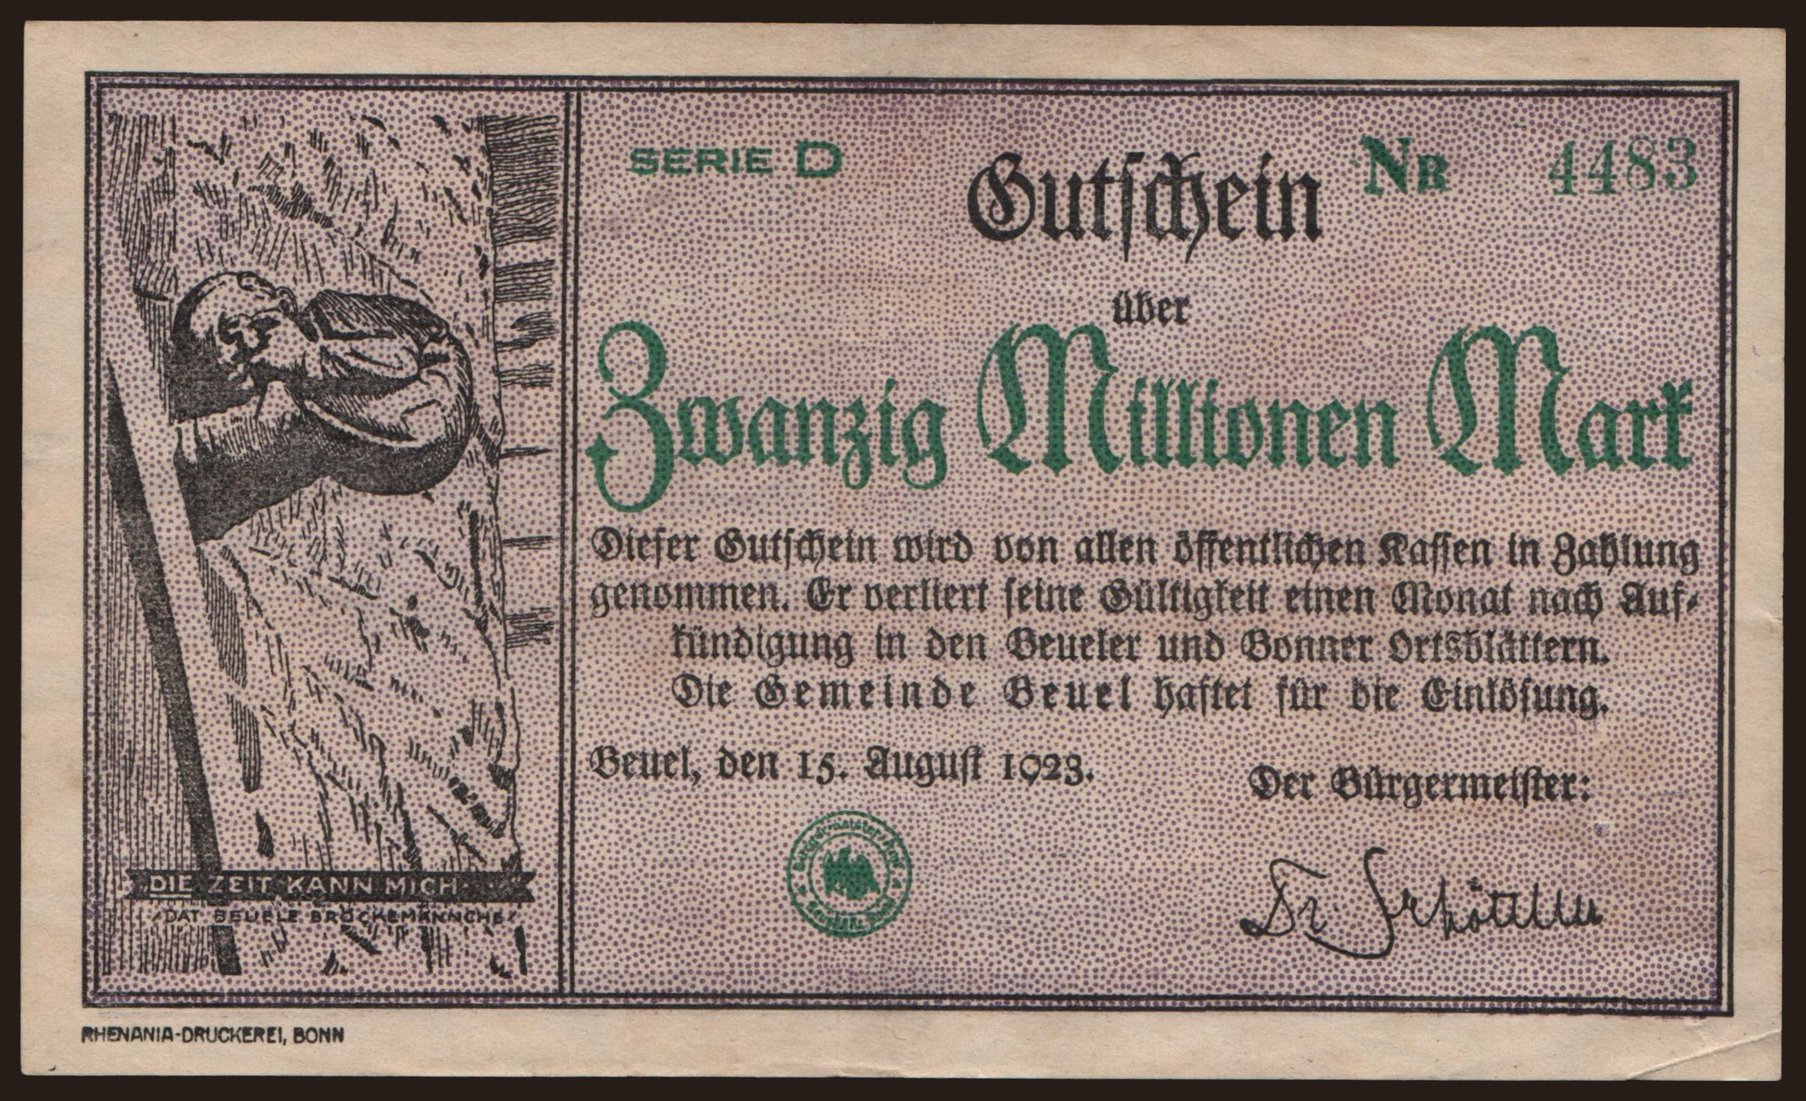 SERIE D
Gutschein
Nr 4483
über
Zwanzig Millionen Mark
Dieser Gutschein wird von allen öffentlichen Kassen in Zahlung
genommen. Er verliert seine Gültigkeit einen Monat nach Auf-
kündigung in den Beueler und Bonner Ortsblättern.
Die Gemeinde Beuel haftet für die Einlösung.
Beuel, den 15. August 1923.
Der Bürgermeister:
Dr.
DIE ZEIT KANN MICH
DAT BEUELE BRÖCKEMÄNNCHE
RHENANIA-DRUCKEREI, BONN